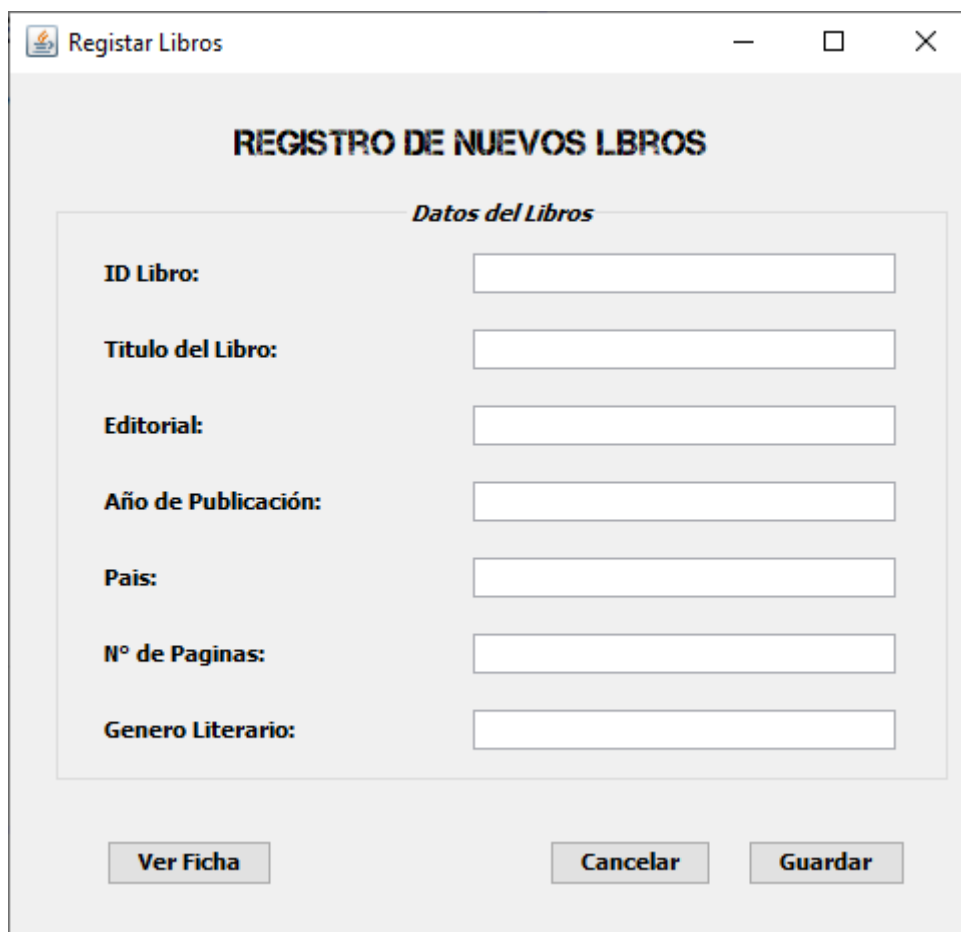 Registar Libros
REGISTRO DE NUEVOS LBROS
Datos del Libros
ID Libro:
Titulo del Libro:
Editorial:
Año de Publicación:
Pais:
N° de Paginas:
Genero Literario:
Ver Ficha Cancelar Guardar